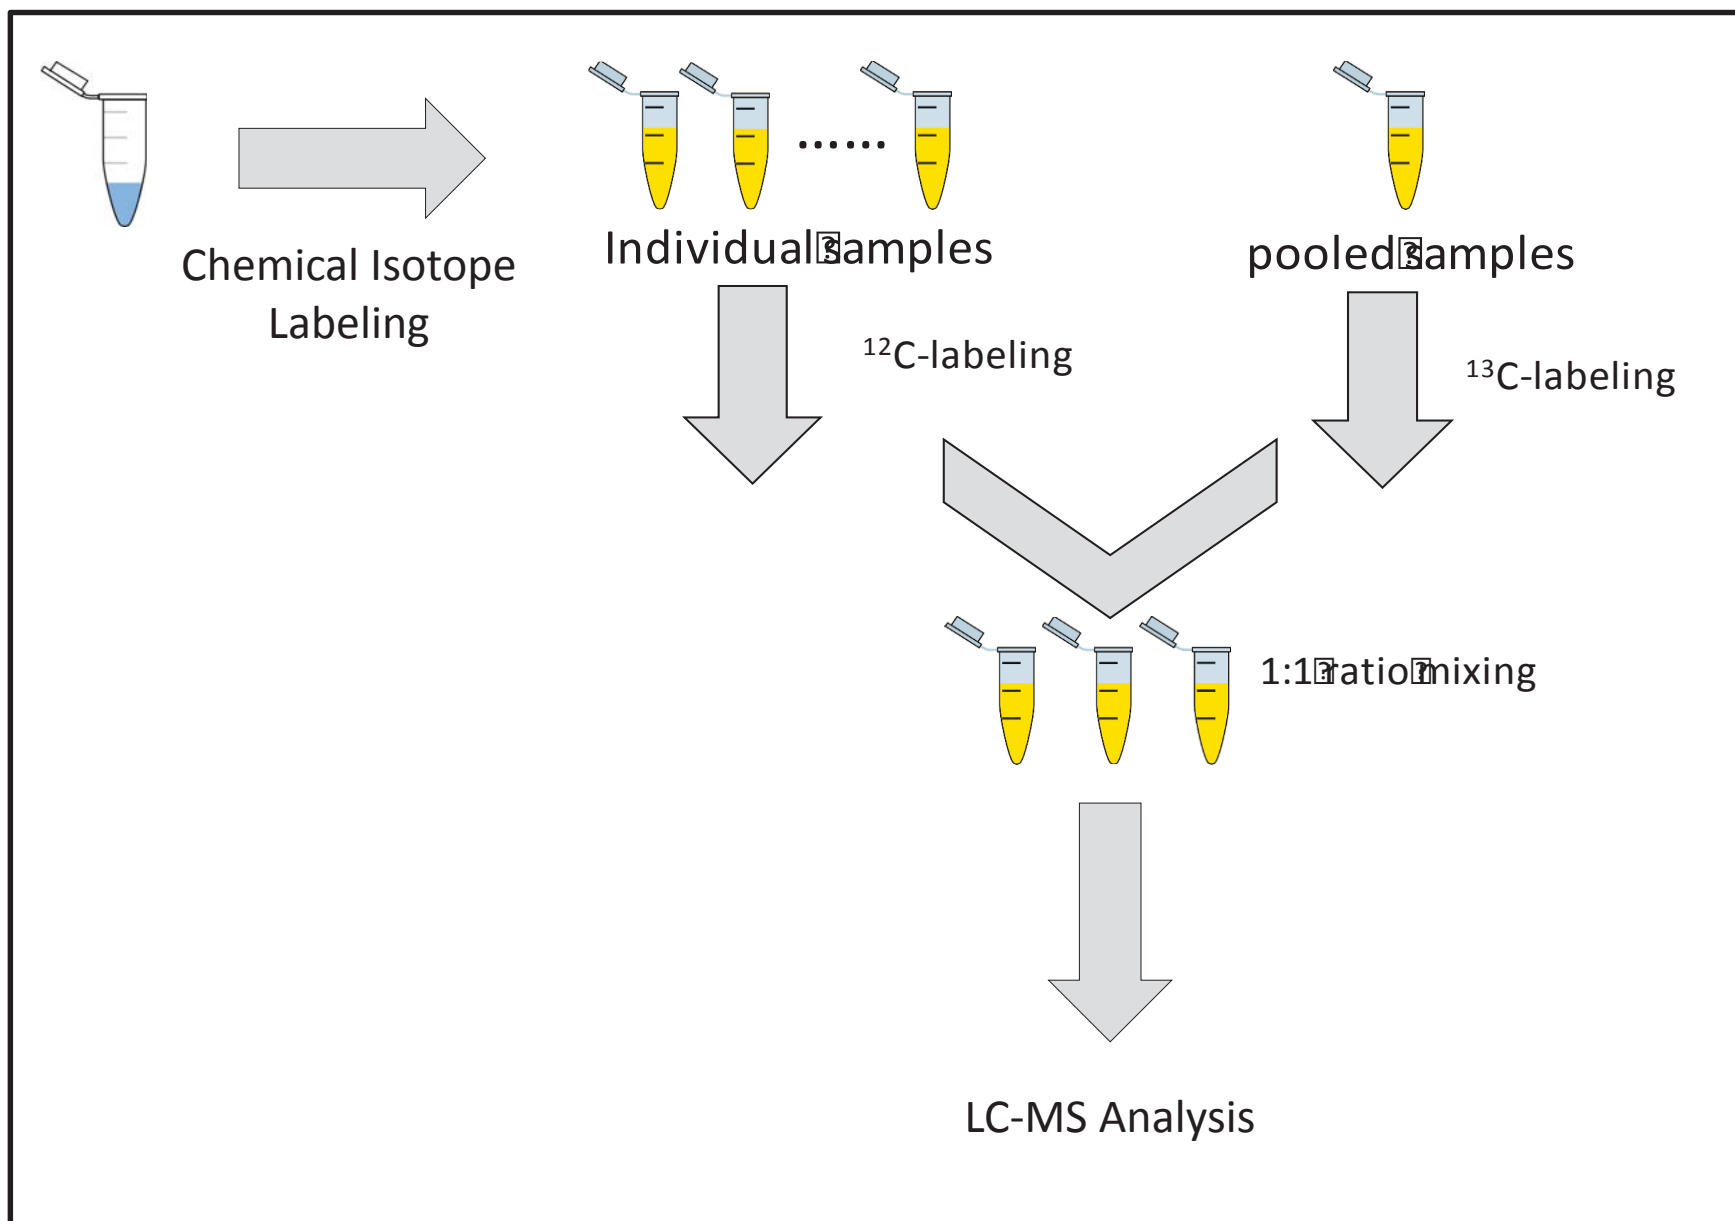 Chemical Isotope
Labeling
Individual samples
pooled samples
¹²C-labeling
¹³C-labeling
......
1:1 ratio mixing
LC-MS Analysis